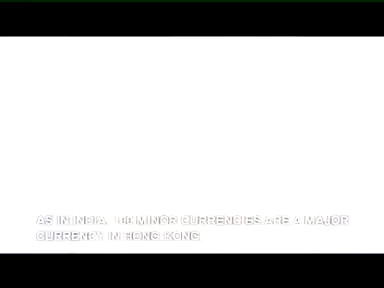 AS IN INDIA, 100 MINOR CURRENCIES ARE A MAJOR
CURRENCY IN HONG KONG